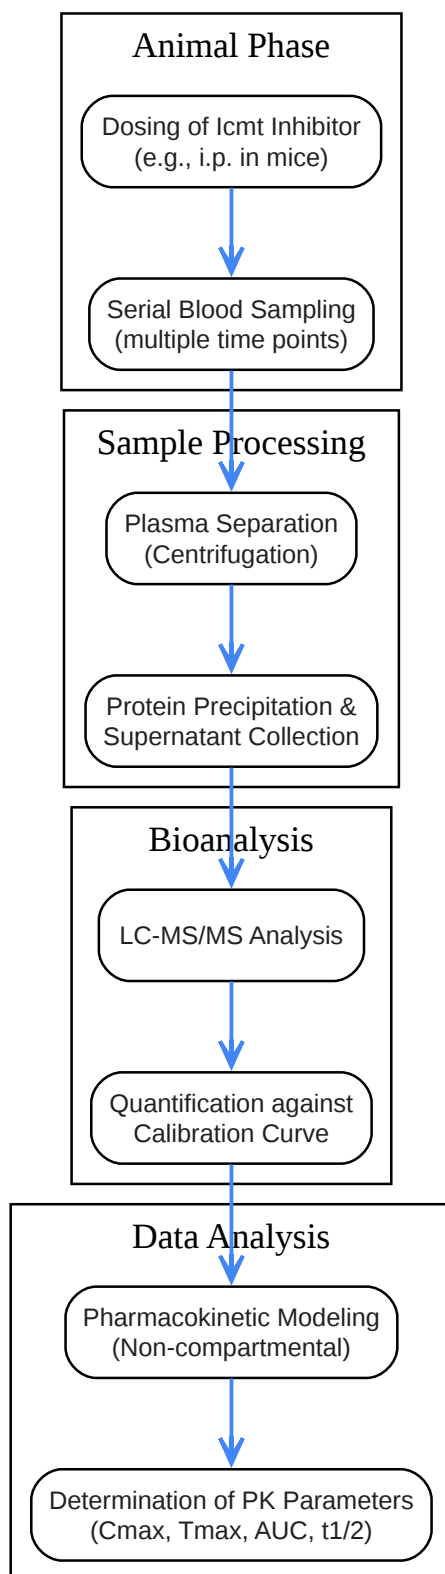 Animal Phase
Dosing of Icmt Inhibitor
(e.g., i.p. in mice)
Serial Blood Sampling
(multiple time points)
Sample Processing
Plasma Separation
(Centrifugation)
Protein Precipitation &
Supernatant Collection
Bioanalysis
LC-MS/MS Analysis
Quantification against
Calibration Curve
Data Analysis
Pharmacokinetic Modeling
(Non-compartmental)
Determination of PK Parameters
(Cmax, Tmax, AUC, t1/2)